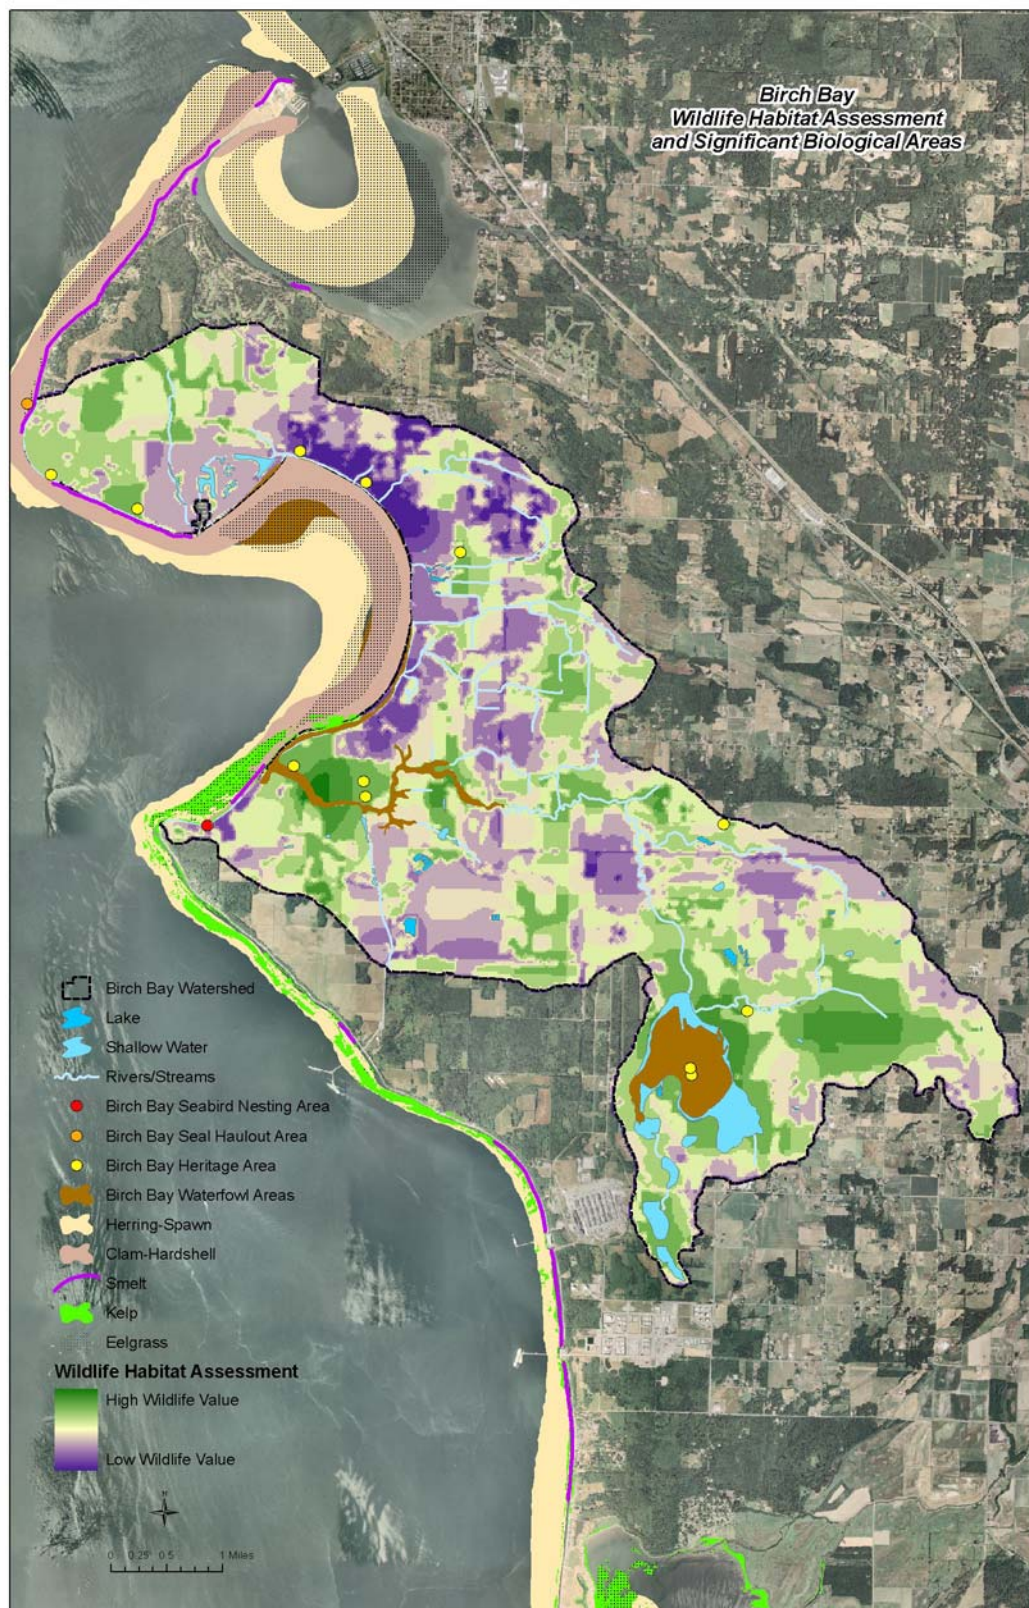 Birch Bay
Wildlife Habitat Assessment
and Significant Biological Areas
Birch Bay Watershed
Lake
Shallow Water
Rivers/Streams
Birch Bay Seabird Nesting Area
Birch Bay Seal Haulout Area
Birch Bay Heritage Area
Birch Bay Waterfowl Areas
Herring-Spawn
Clam-Hardshell
Smelt
Kelp
Eelgrass
Wildlife Habitat Assessment
High Wildlife Value
Low Wildlife Value
N
0 0.25 0.5 1 Miles